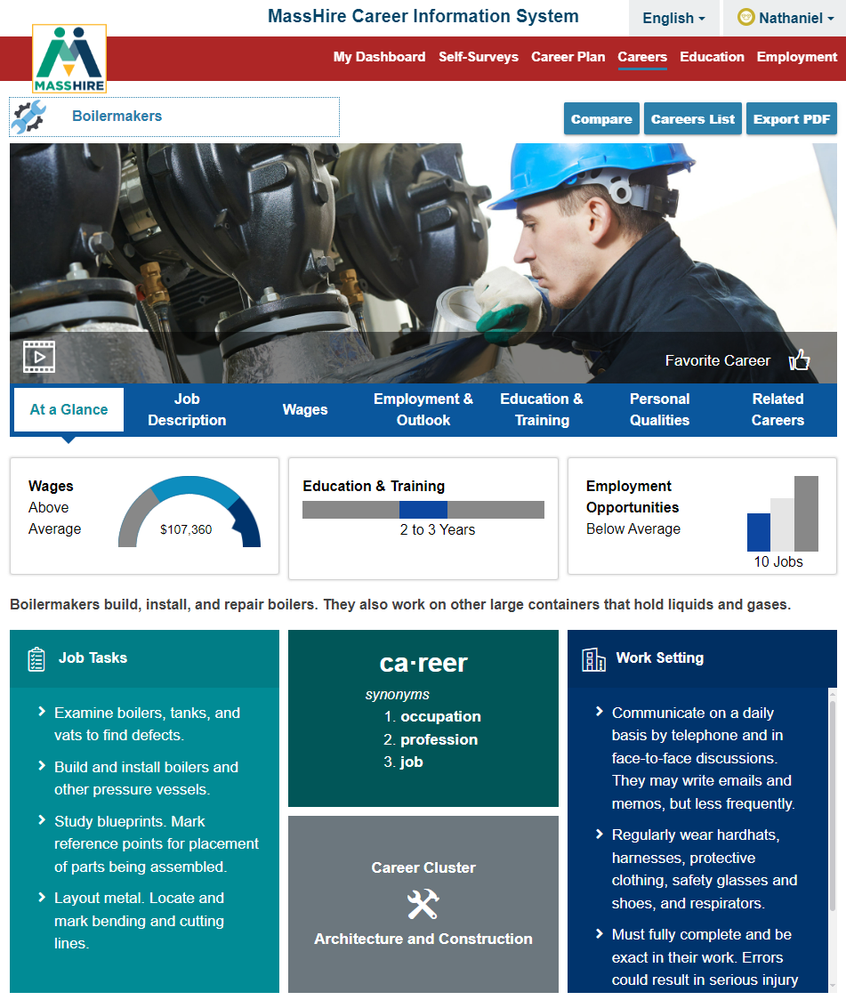 MassHire Career Information System
English
Nathaniel
MASSHIRE
My Dashboard
Self-Surveys
Career Plan
Careers
Education
Employment
Boilermakers
Compare
Careers List
Export PDF
Favorite Career
At a Glance
Job
Description
Wages
Employment &
Outlook
Education &
Training
Personal
Qualities
Related
Careers
Wages
Above
Average
$107,360
Education & Training
2 to 3 Years
Employment
Opportunities
Below Average
10 Jobs
Boilermakers build, install, and repair boilers. They also work on other large containers that hold liquids and gases.
Job Tasks
Examine boilers, tanks, and
vats to find defects.
Build and install boilers and
other pressure vessels.
Study blueprints. Mark
reference points for placement
of parts being assembled.
Layout metal. Locate and
mark bending and cutting
lines.
ca·reer
synonyms
1. occupation
2. profession
3. job
Career Cluster
Architecture and Construction
Work Setting
Communicate on a daily
basis by telephone and in
face-to-face discussions.
They may write emails and
memos, but less frequently.
Regularly wear hardhats,
harnesses, protective
clothing, safety glasses and
shoes, and respirators.
Must fully complete and be
exact in their work. Errors
could result in serious injury